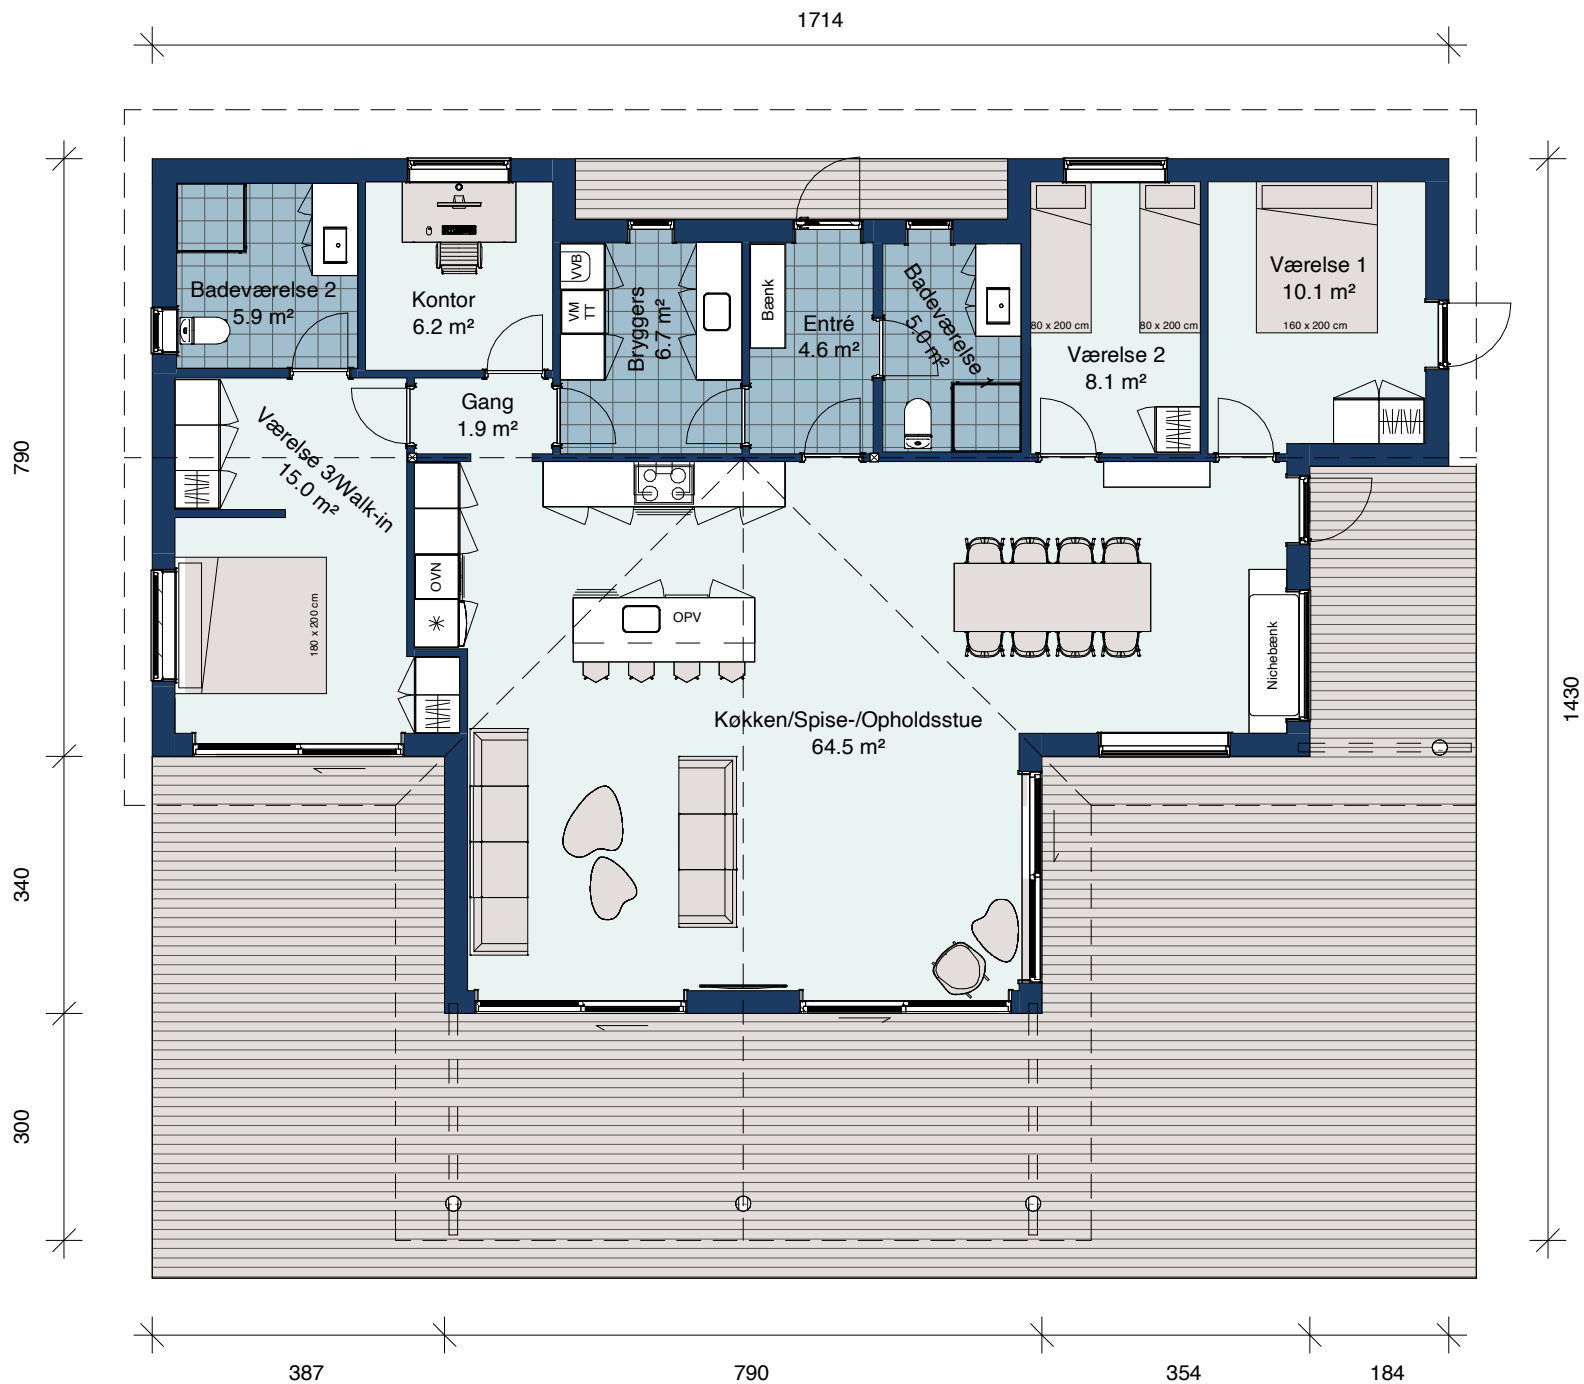 1714
Badeværelse 2
5.9 m²
Kontor
6.2 m²
VVB
VM
TT
Bryggers
6.7 m²
Bænk
Entré
4.6 m²
Badeværelse 1
5.0 m²
80 x 200 cm
80 x 200 cm
Værelse 2
8.1 m²
Værelse 1
10.1 m²
160 x 200 cm
Gang
1.9 m²
Værelse 3/Walk-in
15.0 m²
180 x 200 cm
OVN
OPV
Nichebænk
Køkken/Spise-/Opholdsstue
64.5 m²
790
340
300
1430
387
790
354
184